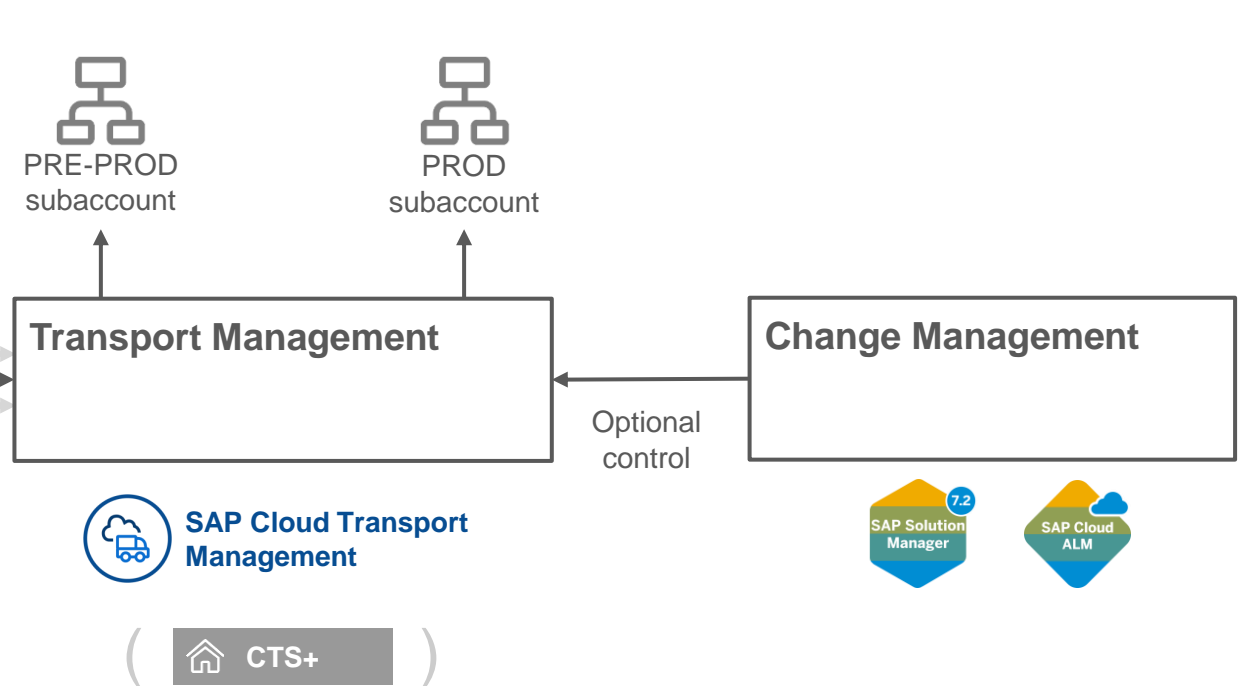 PRE-PROD
subaccount
PROD
subaccount
Transport Management
Change Management
Optional
control
SAP Cloud Transport
Management
7.2
SAP Solution
Manager
SAP Cloud
ALM
( CTS+ )